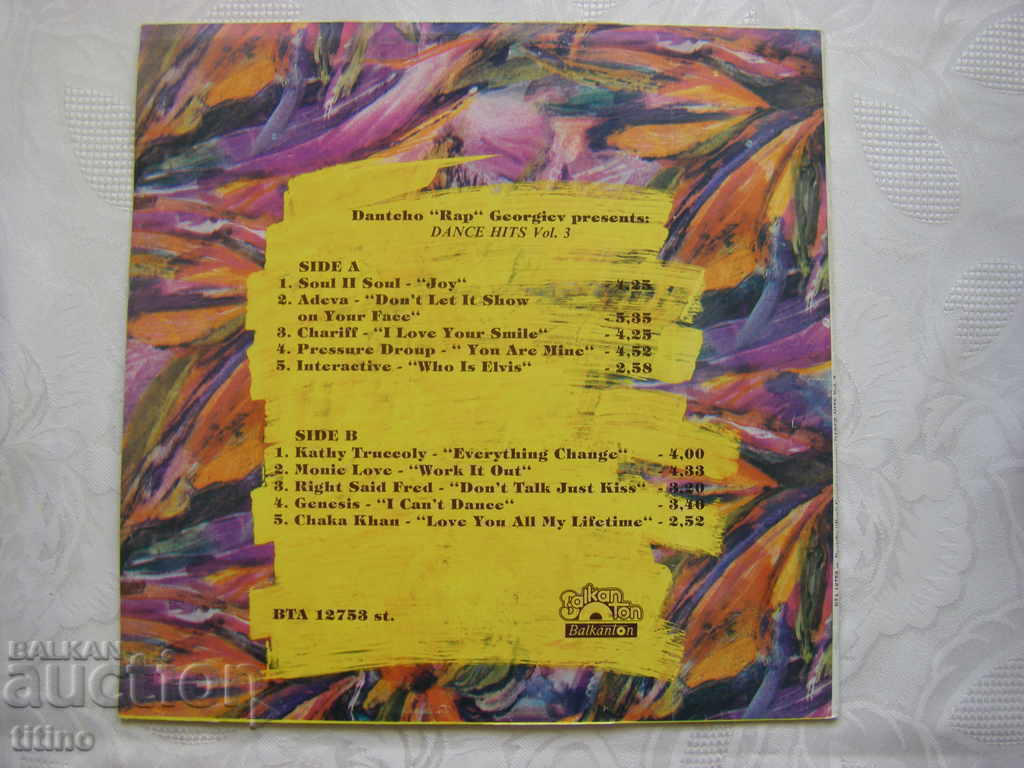 Dantcho "Rap" Georgiev presents:
DANCE HITS Vol. 3
SIDE A
1. Soul II Soul - "Joy" - 4,25
2. Adeva - "Don't Let It Show
on Your Face" - 5,35
3. Chariff - "I Love Your Smile" - 4,25
4. Pressure Droup - " You Are Mine" - 4,52
5. Interactive - "Who Is Elvis" - 2,58
SIDE B
1. Kathy Trucculy - "Everything Change" - 4,00
2. Monie Love - "Work It Out" - 4,33
3. Right Said Fred - "Don't Talk Just Kiss" - 3,20
4. Genesis - "I Can't Dance" - 3,40
5. Chaka Khan - "Love You All My Lifetime" - 2,52
BTA 12753 st.
Balkanton
Balkanton
BALKAN
auction
titino